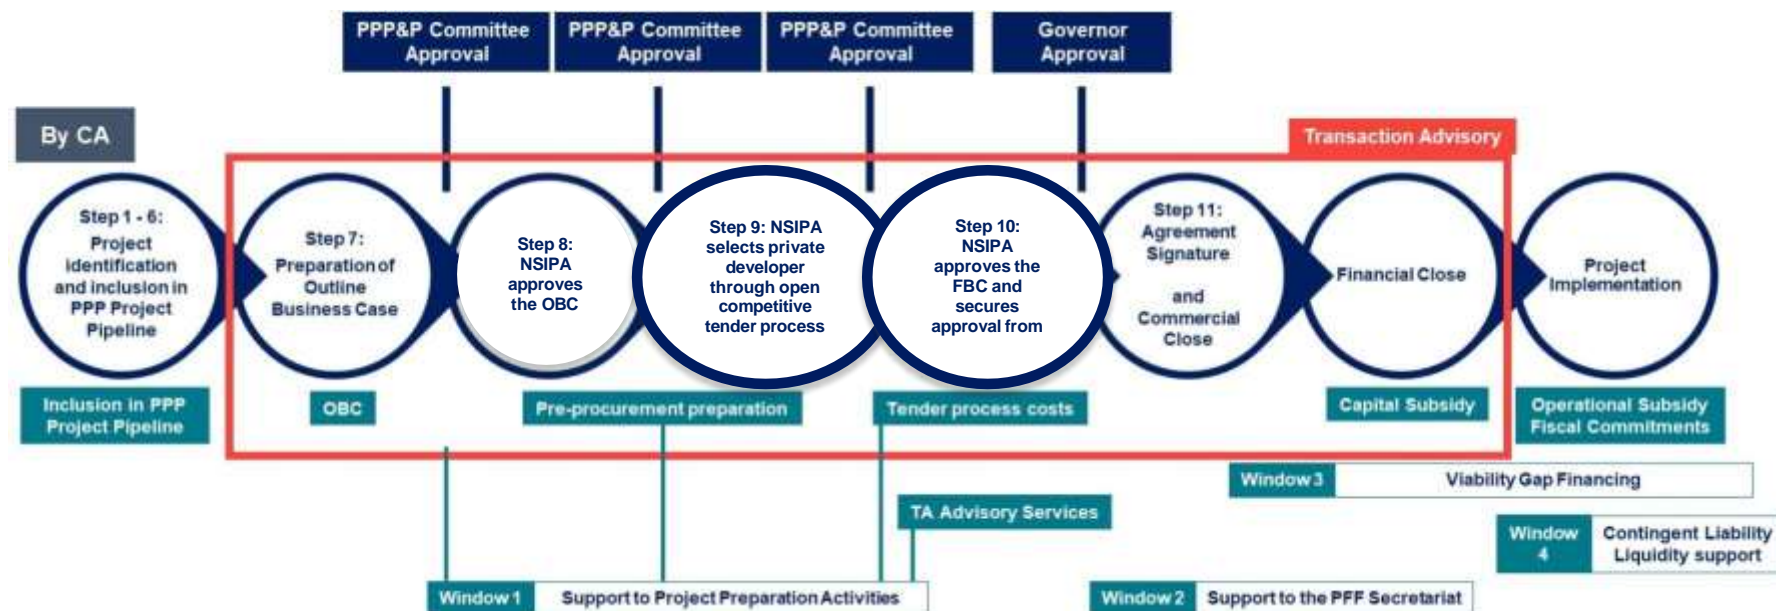 PPP&P Committee
Approval
PPP&P Committee
Approval
PPP&P Committee
Approval
Governor
Approval
By CA
Transaction Advisory
Step 1 - 6:
Project
identification
and inclusion in
PPP Project
Pipeline
Step 7:
Preparation of
Outline
Business Case
Step 8:
NSIPA
approves
the OBC
Step 9: NSIPA
selects private
developer
through open
competitive
tender process
Step 10:
NSIPA
approves the
FBC and
secures
approval from
Step 11:
Agreement
Signature
and
Commercial
Close
Financial Close
Project
Implementation
Inclusion in PPP
Project Pipeline
OBC
Pre-procurement preparation
Tender process costs
Capital Subsidy
Operational Subsidy
Fiscal Commitments
Window 3
Viability Gap Financing
TA Advisory Services
Window
4
Contingent Liability
Liquidity support
Window 1
Support to Project Preparation Activities
Window 2
Support to the PFF Secretariat